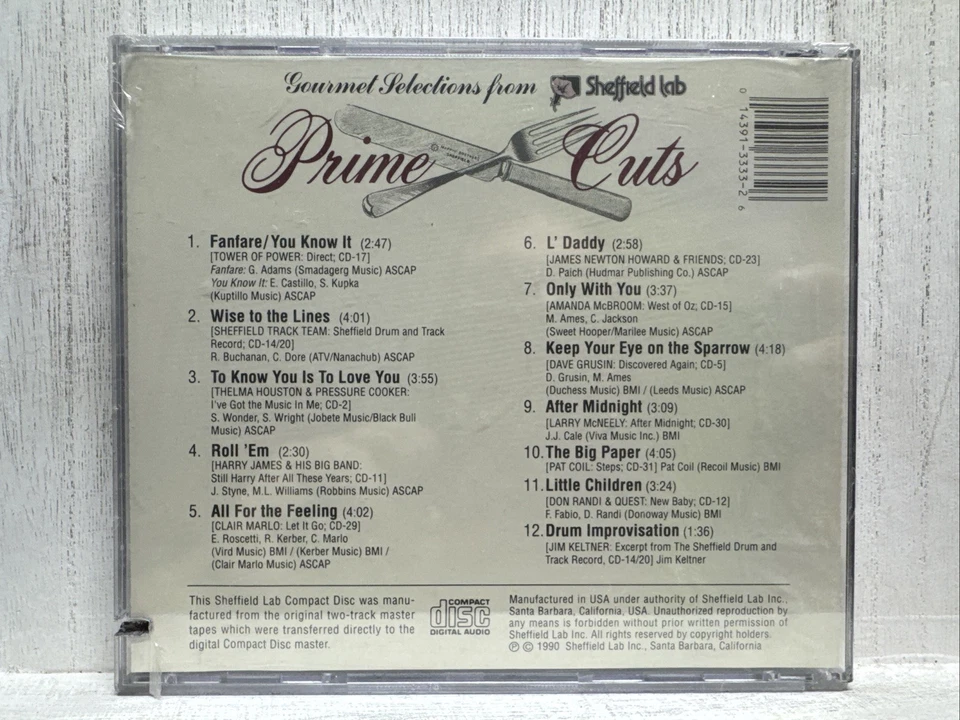 Gourmet Selections from Sheffield Lab
Prime Cuts
0 14391-3333-2 6
1. Fanfare/You Know It (2:47)
[TOWER OF POWER: Direct; CD-17]
Fanfare: G. Adams (Smadagerg Music) ASCAP
You Know It: E. Castillo, S. Kupka
(Kuptillo Music) ASCAP
2. Wise to the Lines (4:01)
[SHEFFIELD TRACK TEAM: Sheffield Drum and Track
Record; CD-14/20]
R. Buchanan, C. Dore (ATV/Nanachub) ASCAP
3. To Know You Is To Love You (3:55)
[THELMA HOUSTON & PRESSURE COOKER:
I've Got the Music In Me; CD-2]
S. Wonder, S. Wright (Jobete Music/Black Bull
Music) ASCAP
4. Roll 'Em (2:30)
[HARRY JAMES & HIS BIG BAND:
Still Harry After All These Years; CD-11]
J. Styne, M.L. Williams (Robbins Music) ASCAP
5. All For the Feeling (4:02)
[CLAIR MARLO: Let It Go; CD-29]
E. Roscetti, R. Kerber, C. Marlo
(Vird Music) BMI / (Kerber Music) BMI /
(Clair Marlo Music) ASCAP
6. L' Daddy (2:58)
[JAMES NEWTON HOWARD & FRIENDS; CD-23]
D. Paich (Hudmar Publishing Co.) ASCAP
7. Only With You (3:37)
[AMANDA McBROOM: West of Oz; CD-15]
M. Ames, C. Jackson
(Sweet Hooper/Marilee Music) ASCAP
8. Keep Your Eye on the Sparrow (4:18)
[DAVE GRUSIN: Discovered Again; CD-5]
D. Grusin, M. Ames
(Duchess Music) BMI / (Leeds Music) ASCAP
9. After Midnight (3:09)
[LARRY McNEELY: After Midnight; CD-30]
J.J. Cale (Viva Music Inc.) BMI
10. The Big Paper (4:05)
[PAT COIL: Steps; CD-31] Pat Coil (Recoil Music) BMI
11. Little Children (3:24)
[DON RANDI & QUEST: New Baby; CD-12]
F. Fabio, D. Randi (Donoway Music) BMI
12. Drum Improvisation (1:36)
[JIM KELTNER: Excerpt from The Sheffield Drum and
Track Record, CD-14/20] Jim Keltner
This Sheffield Lab Compact Disc was manu-
factured from the original two-track master
tapes which were transferred directly to the
digital Compact Disc master.
COMPACT
disc
DIGITAL AUDIO
Manufactured in USA under authority of Sheffield Lab Inc.,
Santa Barbara, California, USA. Unauthorized reproduction by
any means is forbidden without prior written permission of
Sheffield Lab Inc. All rights reserved by copyright holders.
℗ © 1990 Sheffield Lab Inc., Santa Barbara, California